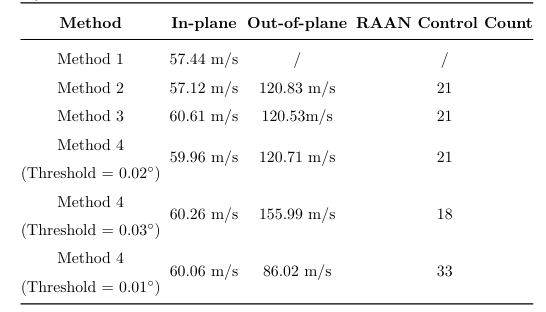 Method In-plane Out-of-plane RAAN Control Count
Method 1 57.44 m/s / /
Method 2 57.12 m/s 120.83 m/s 21
Method 3 60.61 m/s 120.53m/s 21
Method 4
(Threshold = 0.02°) 59.96 m/s 120.71 m/s 21
Method 4
(Threshold = 0.03°) 60.26 m/s 155.99 m/s 18
Method 4
(Threshold = 0.01°) 60.06 m/s 86.02 m/s 33